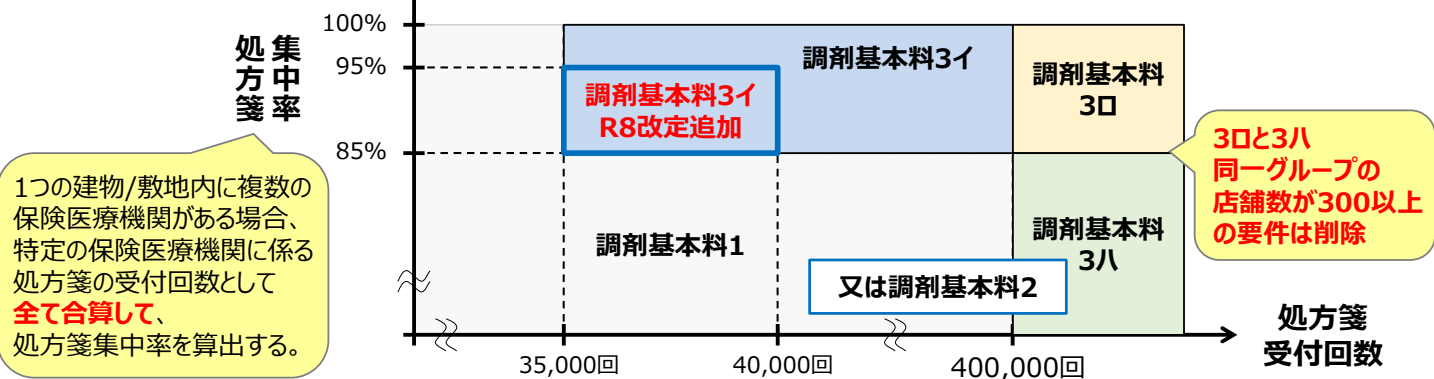 100%
処方箋
集中率
95%
85%
調剤基本料3イ
調剤基本料3イ
R8改定追加
調剤基本料
3ロ
3ロと3ハ
同一グループの
店舗数が300以上
の要件は削除
1つの建物/敷地内に複数の
保険医療機関がある場合、
特定の保険医療機関に係る
処方箋の受付回数として
全て合算して、
処方箋集中率を算出する。
調剤基本料1
調剤基本料
3ハ
又は調剤基本料2
処方箋
受付回数
35,000回
40,000回
400,000回